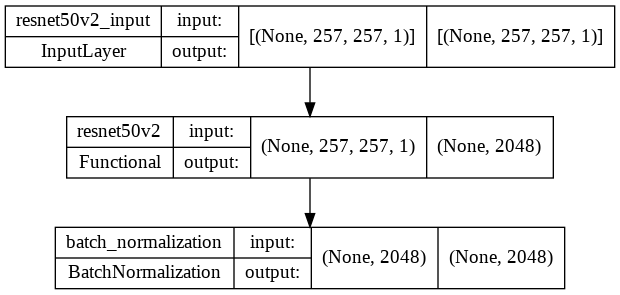 resnet50v2_input input: [(None, 257, 257, 1)] [(None, 257, 257, 1)]
InputLayer output:
resnet50v2 input: (None, 257, 257, 1) (None, 2048)
Functional output:
batch_normalization input: (None, 2048) (None, 2048)
BatchNormalization output: